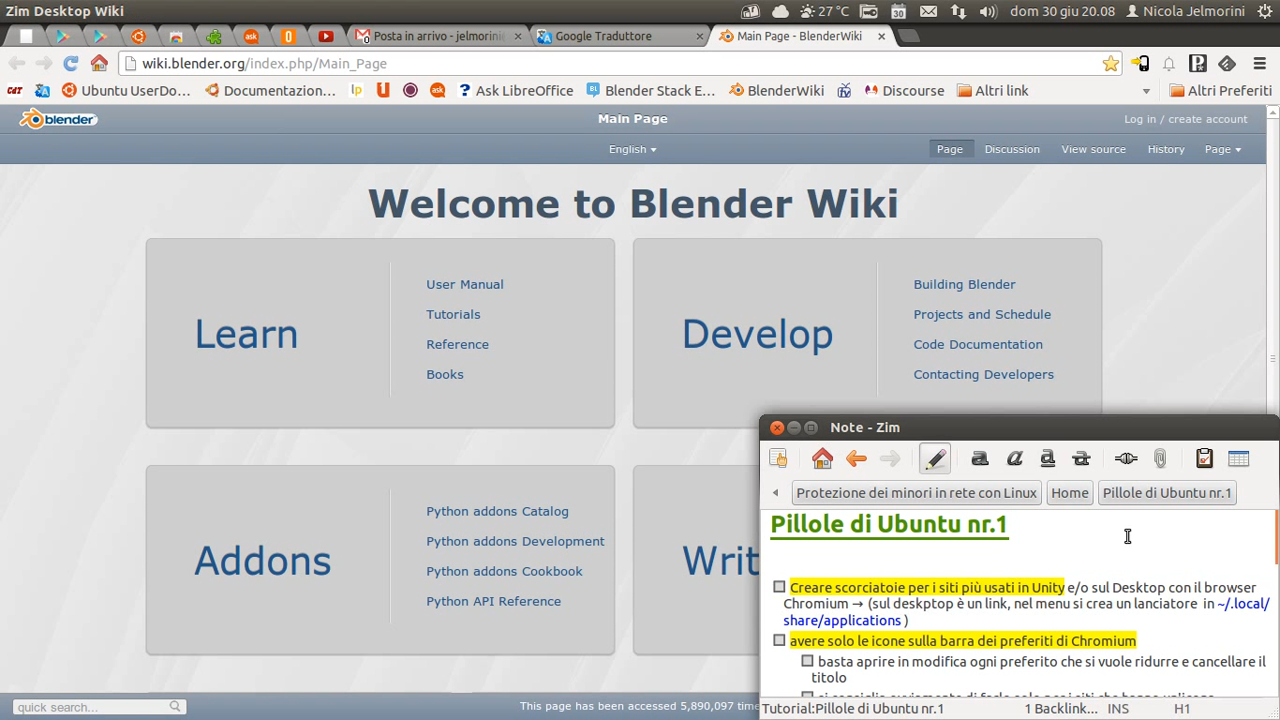 Zim Desktop Wiki
27 °C
30
dom 30 giu 20.08
Nicola Jelmorini
Posta in arrivo - jelmorini
Google Traduttore
Main Page - BlenderWiki
wiki.blender.org/index.php/Main_Page
Ubuntu UserDo...
Documentazion...
lp
ask
Ask LibreOffice
Blender Stack E...
BlenderWiki
Discourse
Altri link
Altri Preferiti
blender
Main Page
Log in / create account
English
Page
Discussion
View source
History
Page
Welcome to Blender Wiki
Learn
User Manual
Tutorials
Reference
Books
Develop
Building Blender
Projects and Schedule
Code Documentation
Contacting Developers
Addons
Python addons Catalog
Python addons Development
Python addons Cookbook
Python API Reference
Writ
quick search...
This page has been accessed 5,890,097 time
Note - Zim
Protezione dei minori in rete con Linux
Home
Pillole di Ubuntu nr.1
Pillole di Ubuntu nr.1
Creare scorciatoie per i siti più usati in Unity e/o sul Desktop con il browser
Chromium → (sul deskptop è un link, nel menu si crea un lanciatore in ~/.local/
share/applications )
avere solo le icone sulla barra dei preferiti di Chromium
basta aprire in modifica ogni preferito che si vuole ridurre e cancellare il
titolo
Tutorial:Pillole di Ubuntu nr.1
1 Backlink...
INS
H1